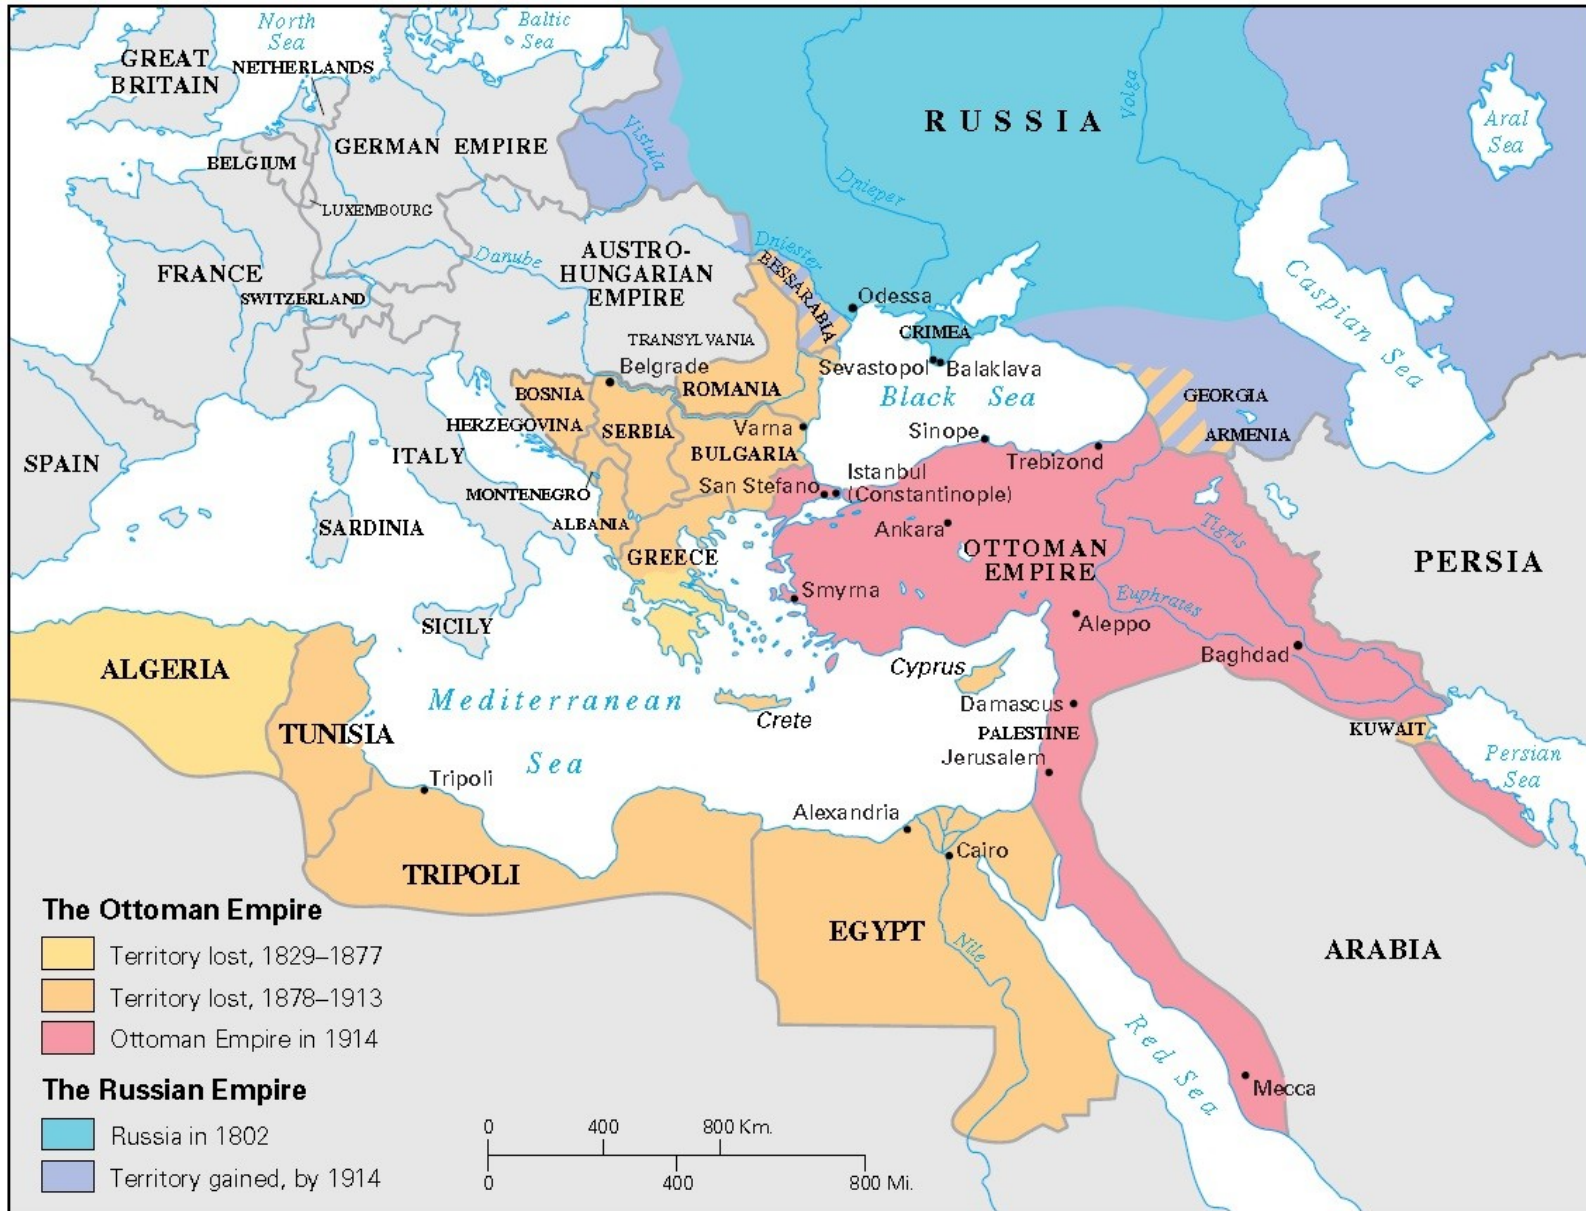 North
Sea
Baltic
Sea
GREAT
BRITAIN
NETHERLANDS
RUSSIA
Volga
Aral
Sea
Vistula
GERMAN EMPIRE
BELGIUM
Dnieper
LUXEMBOURG
Danube
AUSTRO-
HUNGARIAN
EMPIRE
Dniester
BESSARABIA
FRANCE
SWITZERLAND
Odessa
Caspian Sea
TRANSYLVANIA
CRIMEA
Belgrade
Sevastopol
Balaklava
BOSNIA
ROMANIA
Black Sea
GEORGIA
HERZEGOVINA
SERBIA
Varna
Sinope
ARMENIA
SPAIN
ITALY
BULGARIA
Trebizond
MONTENEGRO
San Stefano
Istanbul
(Constantinople)
SARDINIA
ALBANIA
Ankara
Tigris
GREECE
OTTOMAN
EMPIRE
PERSIA
Smyrna
Euphrates
SICILY
Aleppo
ALGERIA
Cyprus
Baghdad
Mediterranean
Sea
Crete
Damascus
TUNISIA
PALESTINE
KUWAIT
Jerusalem
Persian
Sea
Tripoli
Alexandria
Cairo
TRIPOLI
EGYPT
Nile
ARABIA
Red Sea
Mecca
The Ottoman Empire
Territory lost, 1829–1877
Territory lost, 1878–1913
Ottoman Empire in 1914
The Russian Empire
Russia in 1802
Territory gained, by 1914
0 400 800 Km.
0 400 800 Mi.